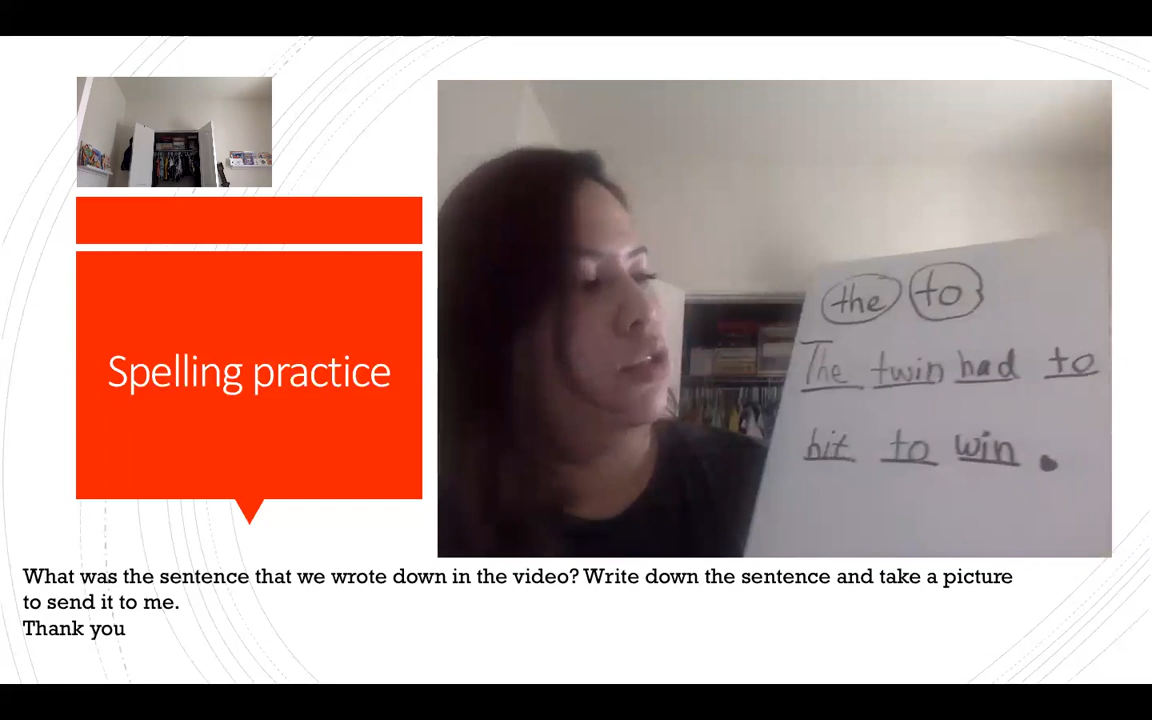 the to
The twin had to
hit to win.
Spelling practice
What was the sentence that we wrote down in the video? Write down the sentence and take a picture
to send it to me.
Thank you